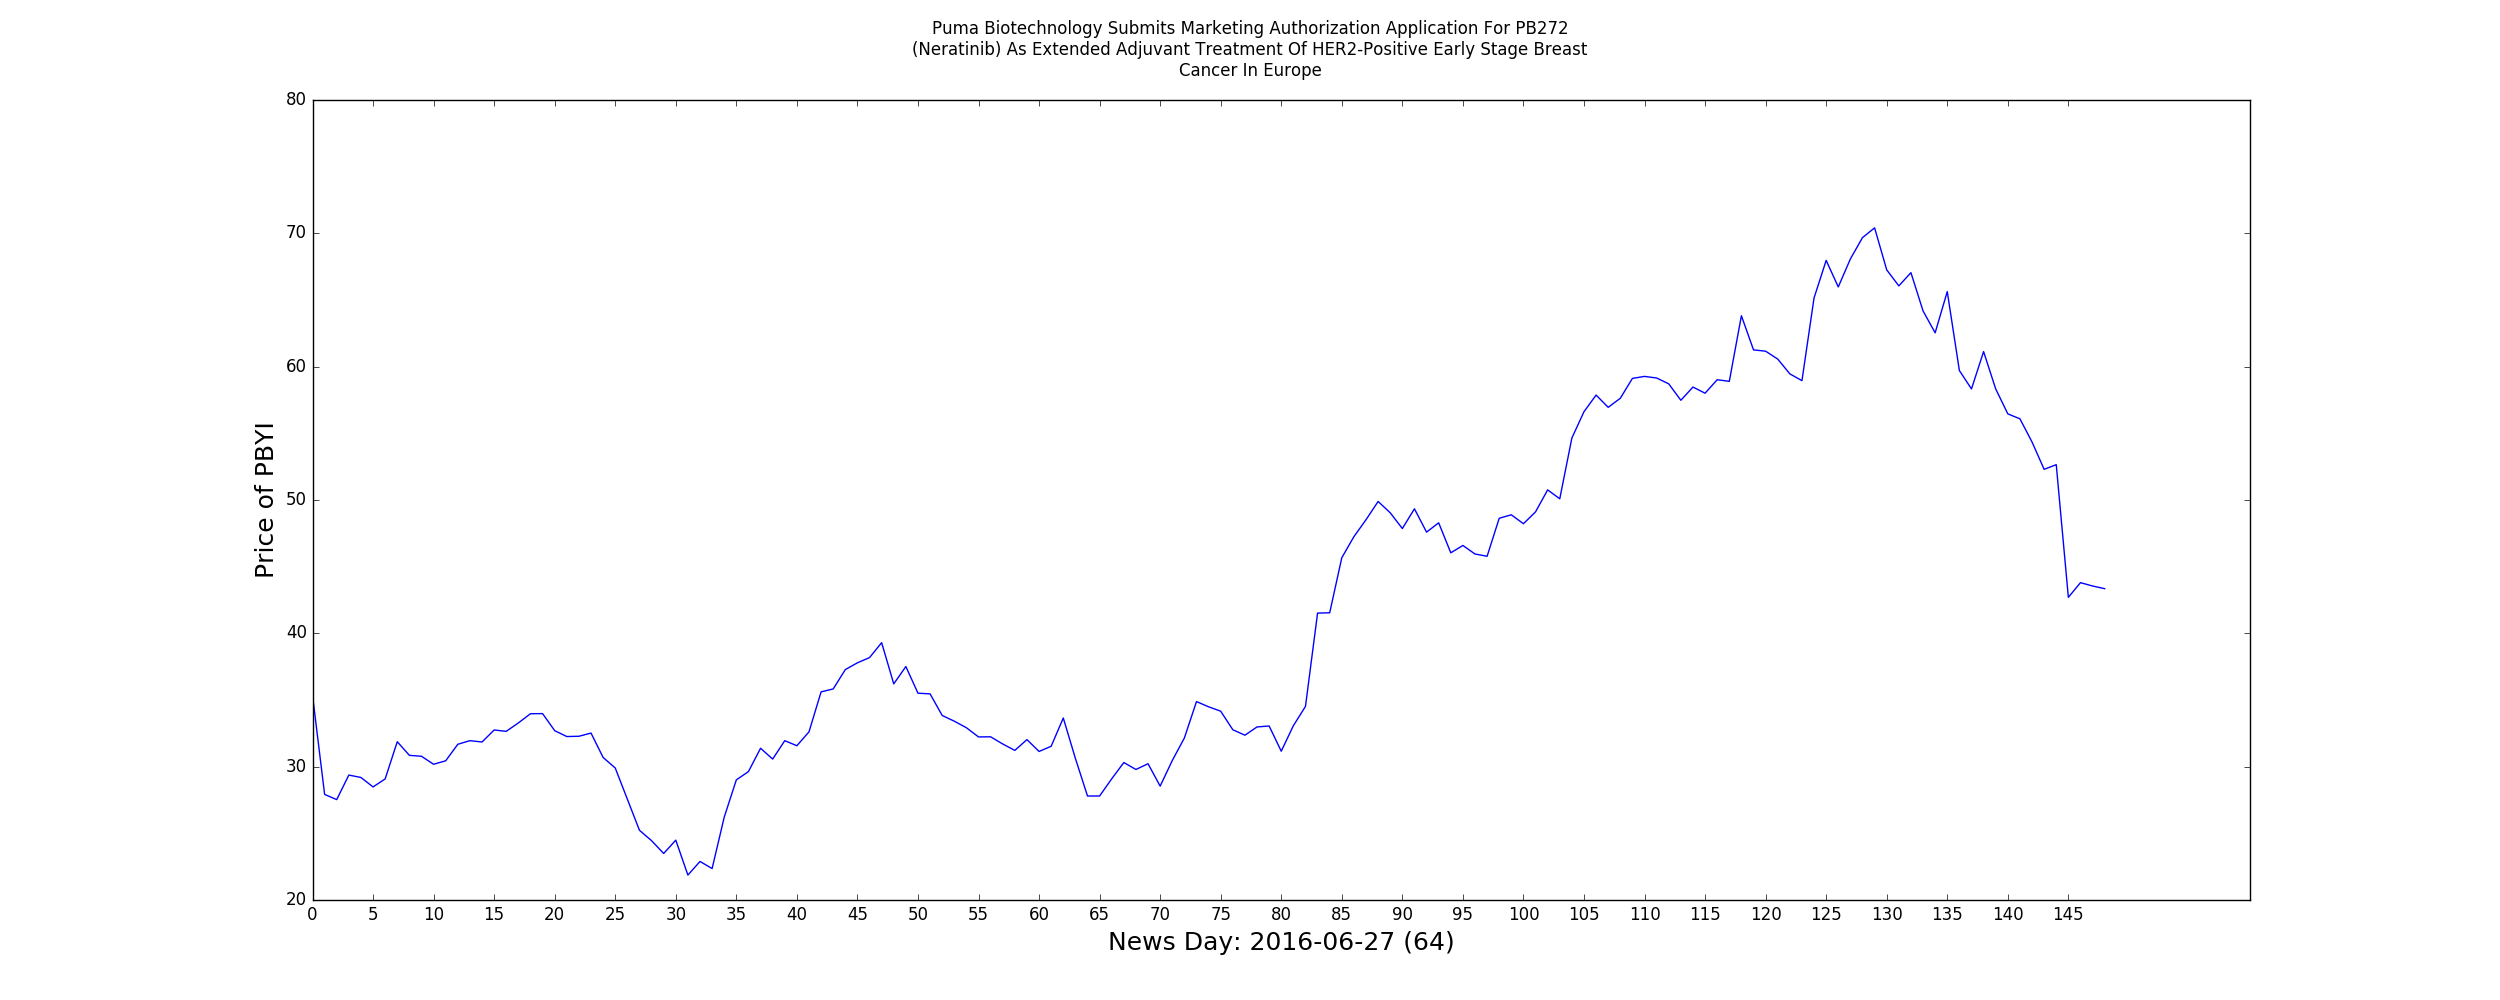 Puma Biotechnology Submits Marketing Authorization Application For PB272
(Neratinib) As Extended Adjuvant Treatment Of HER2-Positive Early Stage Breast
Cancer In Europe
80
70
60
50
40
30
20
Price of PBYI
0 5 10 15 20 25 30 35 40 45 50 55 60 65 70 75 80 85 90 95 100 105 110 115 120 125 130 135 140 145
News Day: 2016-06-27 (64)